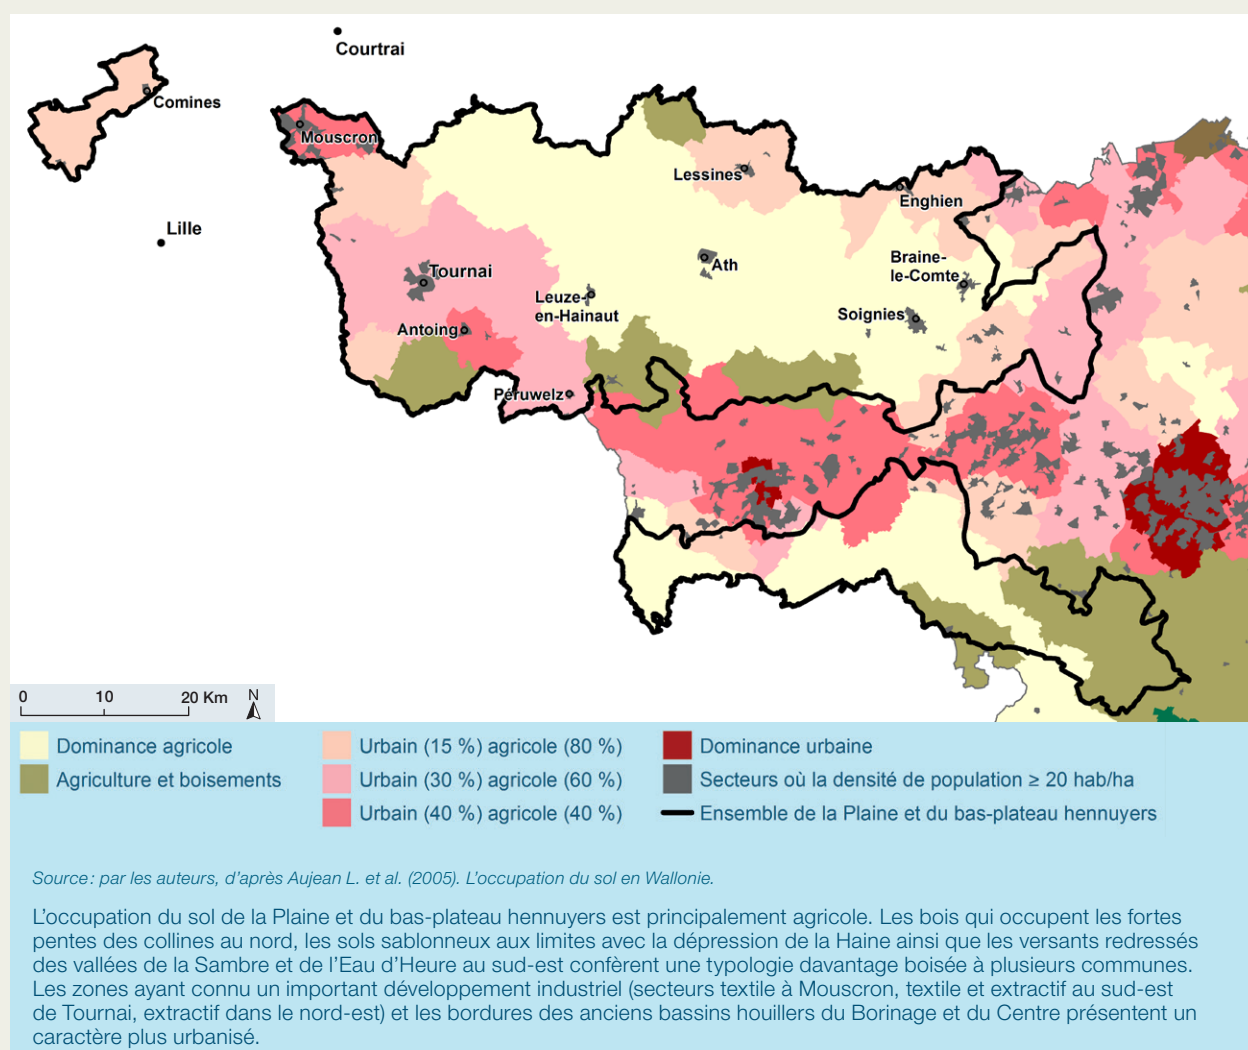 Courtrai
Comines
Mouscron
Lessines
Enghien
Lille
Tournai
Ath
Braine-
le-Comte
Leuze-
en-Hainaut
Soignies
Antoing
Péruwelz
0 10 20 Km N
Dominance agricole
Agriculture et boisements
Urbain (15 %) agricole (80 %)
Urbain (30 %) agricole (60 %)
Urbain (40 %) agricole (40 %)
Dominance urbaine
Secteurs où la densité de population ≥ 20 hab/ha
Ensemble de la Plaine et du bas-plateau hennuyers
Source : par les auteurs, d'après Aujean L. et al. (2005). L'occupation du sol en Wallonie.
L'occupation du sol de la Plaine et du bas-plateau hennuyers est principalement agricole. Les bois qui occupent les fortes
pentes des collines au nord, les sols sablonneux aux limites avec la dépression de la Haine ainsi que les versants redressés
des vallées de la Sambre et de l'Eau d'Heure au sud-est confèrent une typologie davantage boisée à plusieurs communes.
Les zones ayant connu un important développement industriel (secteurs textile à Mouscron, textile et extractif au sud-est
de Tournai, extractif dans le nord-est) et les bordures des anciens bassins houillers du Borinage et du Centre présentent un
caractère plus urbanisé.